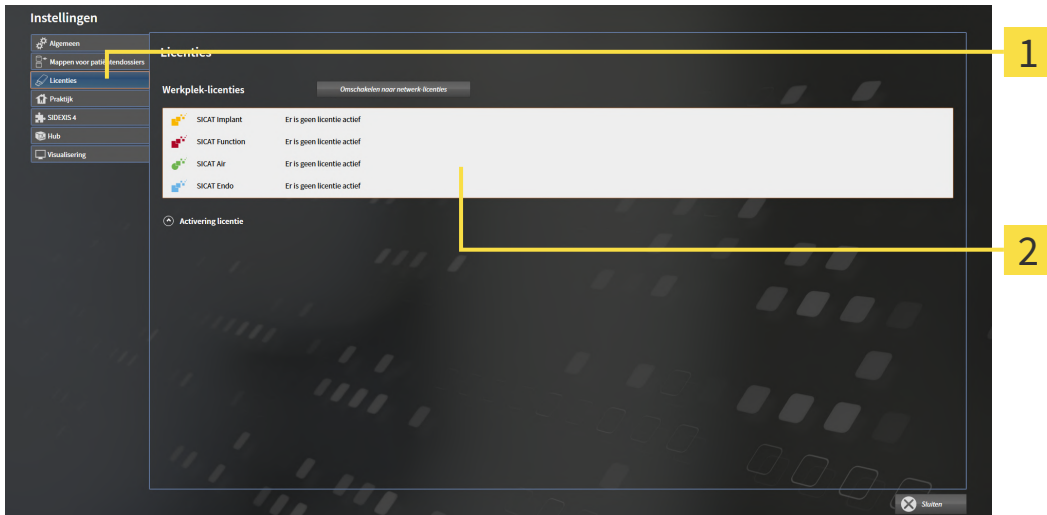 Instellingen
Algemeen
Mappen voor patiëntendossiers
Licenties
Praktijk
SIDEXIS 4
Hub
Visualisering
Licenties
Werkplek-licenties
Omschakelen naar netwerk-licenties
SICAT Implant Er is geen licentie actief
SICAT Function Er is geen licentie actief
SICAT Air Er is geen licentie actief
SICAT Endo Er is geen licentie actief
Activering licentie
Sluiten
1
2